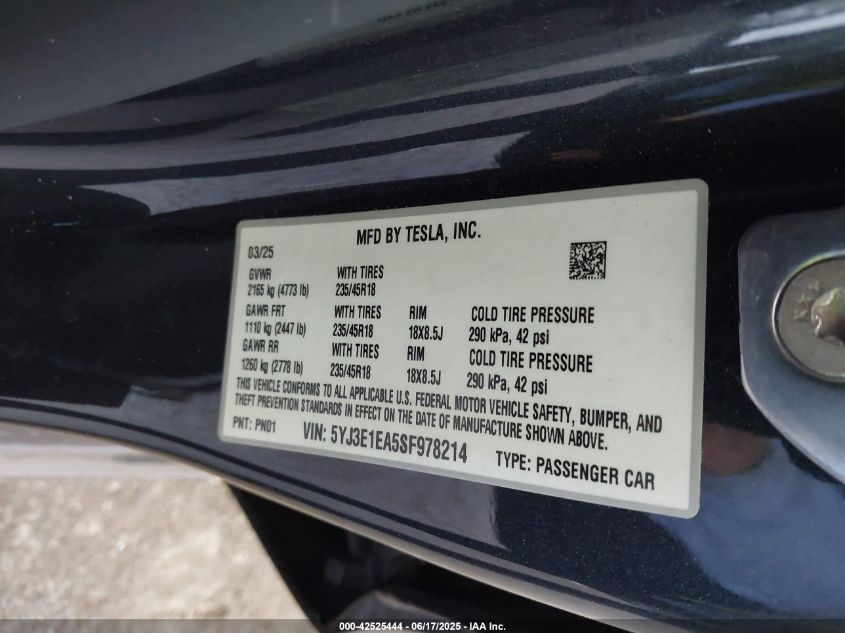 MFD BY TESLA, INC.
03/25
GVWR WITH TIRES
2165 kg (4773 lb) 235/45R18
GAWR FRT WITH TIRES RIM COLD TIRE PRESSURE
1110 kg (2447 lb) 235/45R18 18X8.5J 290 kPa, 42 psi
GAWR RR WITH TIRES RIM COLD TIRE PRESSURE
1260 kg (2778 lb) 235/45R18 18X8.5J 290 kPa, 42 psi
THIS VEHICLE CONFORMS TO ALL APPLICABLE U.S. FEDERAL MOTOR VEHICLE SAFETY, BUMPER, AND
THEFT PREVENTION STANDARDS IN EFFECT ON THE DATE OF MANUFACTURE SHOWN ABOVE.
PNT: PN01 VIN: 5YJ3E1EA5SF978214 TYPE: PASSENGER CAR
000-42525444 - 06/17/2025 - IAA Inc.